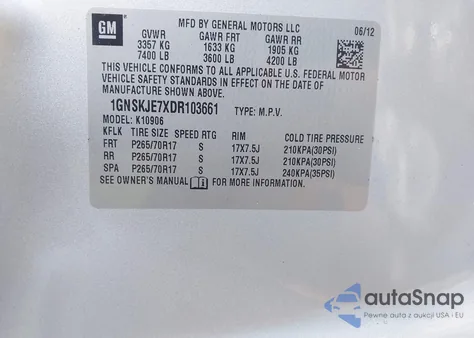 GM
MFD BY GENERAL MOTORS LLC
06/12
GVWR GAWR FRT GAWR RR
3357 KG 1633 KG 1905 KG
7400 LB 3600 LB 4200 LB
THIS VEHICLE CONFORMS TO ALL APPLICABLE U.S. FEDERAL MOTOR
VEHICLE SAFETY STANDARDS IN EFFECT ON THE DATE OF
MANUFACTURE SHOWN ABOVE.
1GNSKJE7XDR103661 TYPE: M.P.V.
MODEL: K10906
KFLK TIRE SIZE SPEED RTG RIM COLD TIRE PRESSURE
FRT P265/70R17 S 17X7.5J 210KPA(30PSI)
RR P265/70R17 S 17X7.5J 210KPA(30PSI)
SPA P265/70R17 S 17X7.5J 240KPA(35PSI)
SEE OWNER'S MANUAL FOR MORE INFORMATION.
autaSnap
Pewne auta z aukcji USA i EU